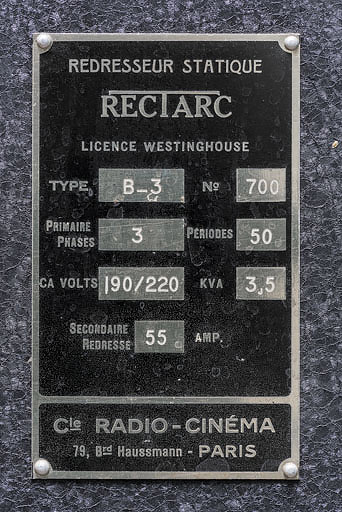 REDRESSEUR STATIQUE
RECTARC
LICENCE WESTINGHOUSE
TYPE, B-3 No 700
PRIMAIRE PHASES 3 PÉRIODES 50
CA VOLTS 190/220 KVA 3,5
SECONDAIRE REDRESSÉ 55 AMP.
Cie RADIO-CINÉMA
79, Brd Haussmann - PARIS